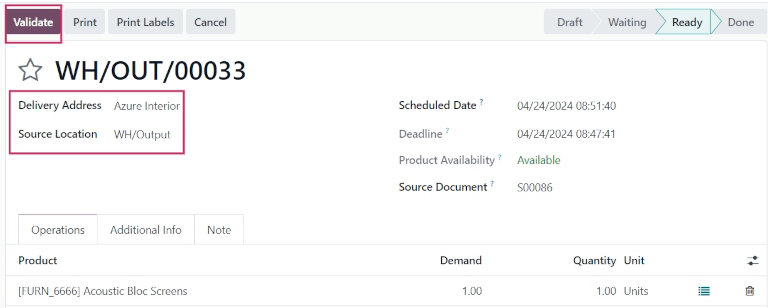 Validate Print Print Labels Cancel Draft Waiting Ready Done
WH/OUT/00033
Delivery Address Azure Interior Scheduled Date ? 04/24/2024 08:51:40
Source Location WH/Output Deadline ? 04/24/2024 08:47:41
Product Availability ? Available
Source Document ? S00086
Operations Additional Info Note
Product Demand Quantity Unit
[FURN_6666] Acoustic Bloc Screens 1.00 1.00 Units